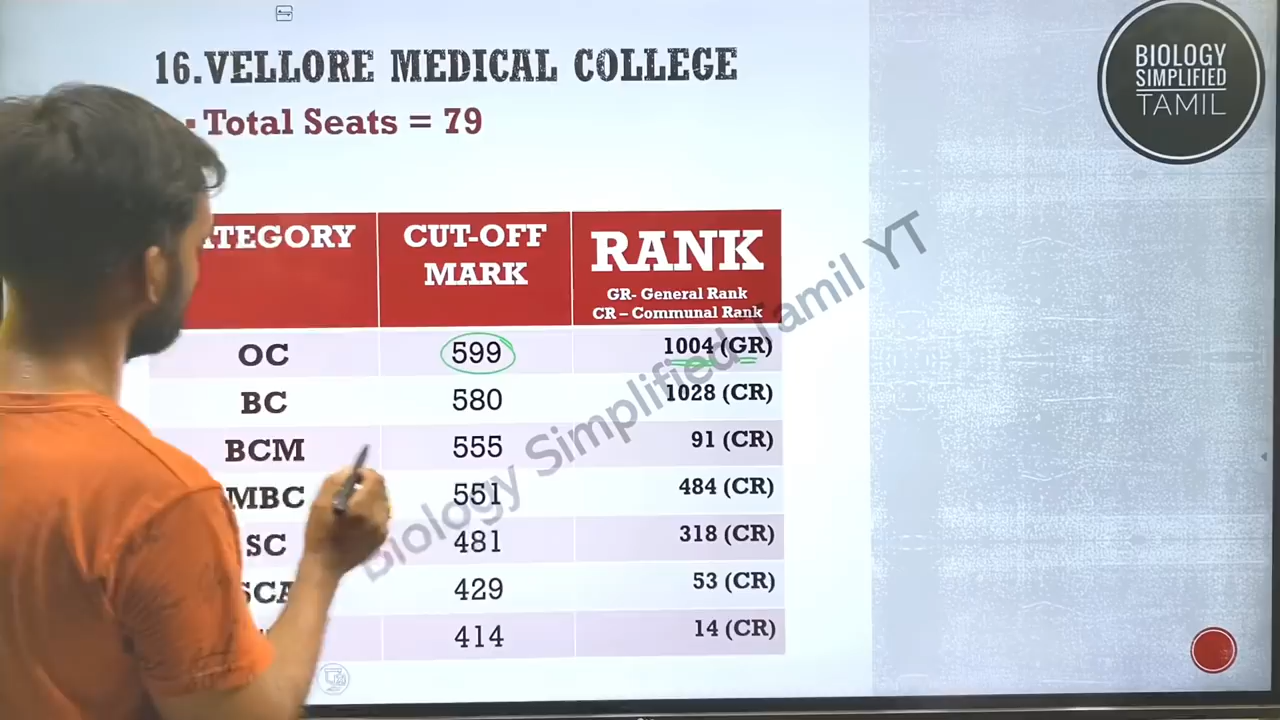 16.VELLORE MEDICAL COLLEGE
Total Seats = 79
BIOLOGY
SIMPLIFIED
TAMIL
CUT-OFF
MARK
RANK
GR- General Rank
CR – Communal Rank
OC 599 1004 (GR)
BC 580 1028 (CR)
BCM 555 91 (CR)
MBC 551 484 (CR)
SC 481 318 (CR)
429 53 (CR)
414 14 (CR)
Biology Simplified Tamil YT